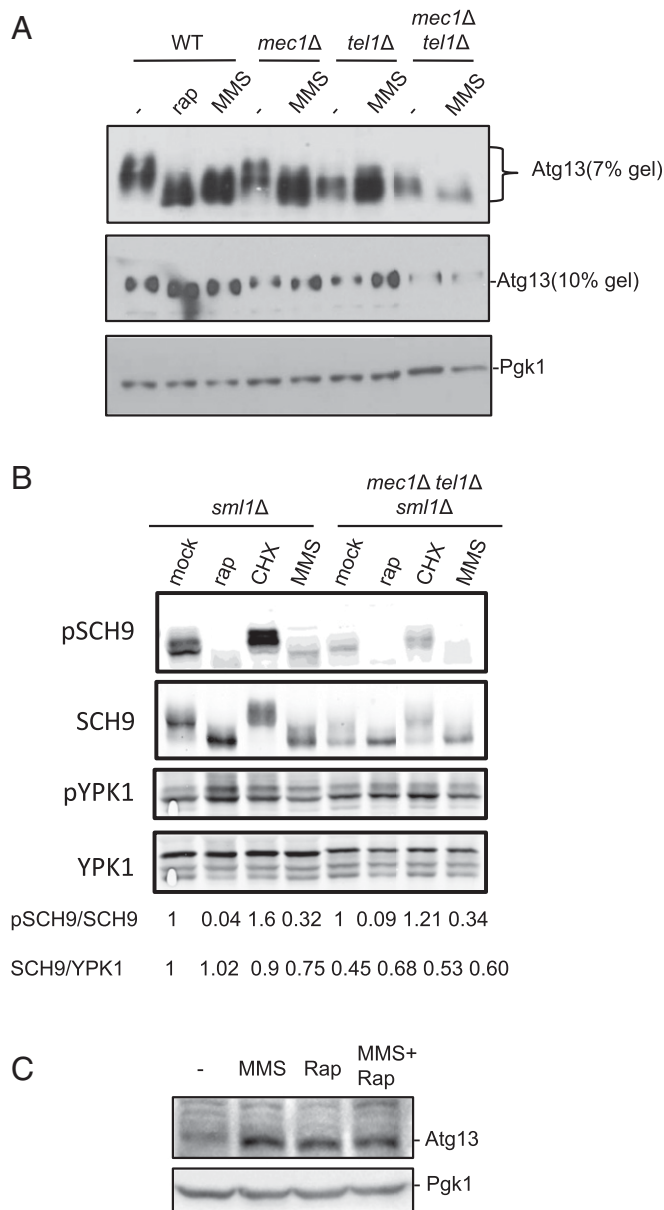 A
WT mec1Δ tel1Δ mec1Δ
tel1Δ
- rap MMS - MMS - MMS - MMS
Atg13(7% gel)
-Atg13(10% gel)
-Pgk1
B
sml1Δ mec1Δ tel1Δ
sml1Δ
mock rap CHX MMS mock rap CHX MMS
pSCH9
SCH9
pYPK1
YPK1
pSCH9/SCH9 1 0.04 1.6 0.32 1 0.09 1.21 0.34
SCH9/YPK1 1 1.02 0.9 0.75 0.45 0.68 0.53 0.60
C
- MMS Rap MMS+
Rap
- Atg13
- Pgk1